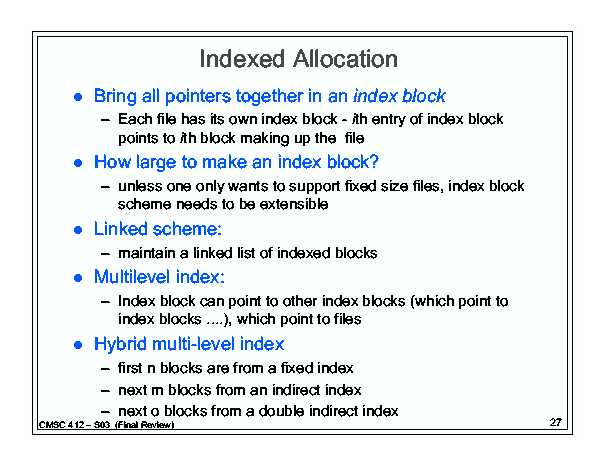 Indexed Allocation
● Bring all pointers together in an index block
– Each file has its own index block - ith entry of index block
points to ith block making up the file
● How large to make an index block?
– unless one only wants to support fixed size files, index block
scheme needs to be extensible
● Linked scheme:
– maintain a linked list of indexed blocks
● Multilevel index:
– Index block can point to other index blocks (which point to
index blocks ....), which point to files
● Hybrid multi-level index
– first n blocks are from a fixed index
– next m blocks from an indirect index
– next o blocks from a double indirect index
CMSC 412 – S03 (Final Review)
27